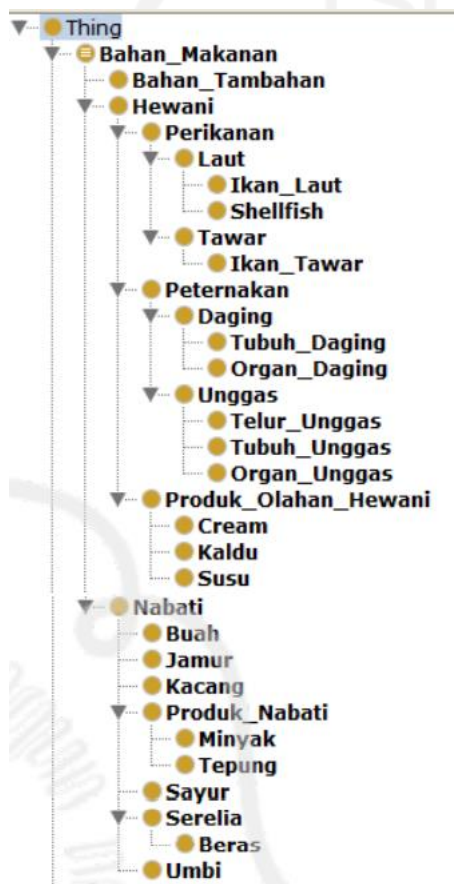 Thing
Bahan_Makanan
Bahan_Tambahan
Hewani
Perikanan
Laut
Ikan_Laut
Shellfish
Tawar
Ikan_Tawar
Peternakan
Daging
Tubuh_Daging
Organ_Daging
Unggas
Telur_Unggas
Tubuh_Unggas
Organ_Unggas
Produk_Olahan_Hewani
Cream
Kaldu
Susu
Nabati
Buah
Jamur
Kacang
Produk_Nabati
Minyak
Tepung
Sayur
Serelia
Beras
Umbi